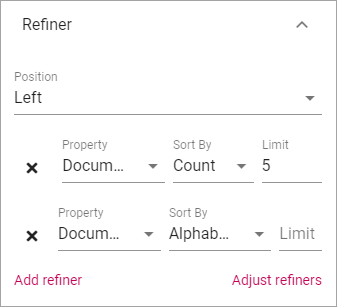 Refiner
Position
Left
Property Sort By Limit
Docum... Count 5
Property Sort By
Docum... Alphab... Limit
Add refiner Adjust refiners